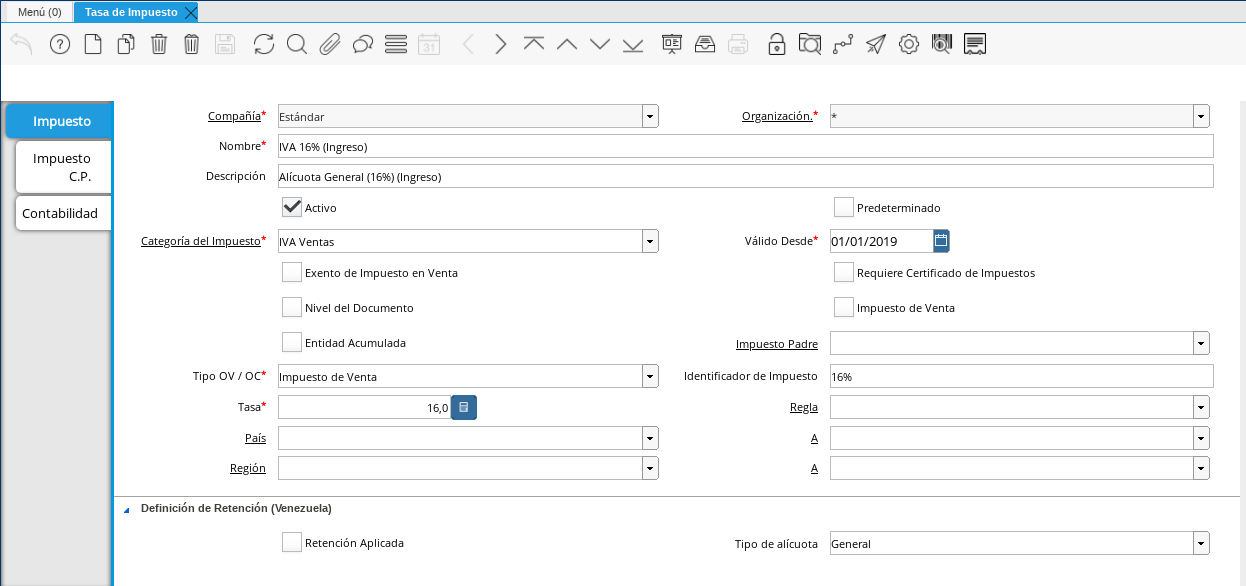 Menú (0) Tasa de Impuesto
31
Impuesto
Impuesto
C.P.
Contabilidad
Compañía* Estándar Organización.* *
Nombre* IVA 16% (Ingreso)
Descripción Alícuota General (16%) (Ingreso)
Activo Predeterminado
Categoría del Impuesto* IVA Ventas Válido Desde* 01/01/2019
Exento de Impuesto en Venta Requiere Certificado de Impuestos
Nivel del Documento Impuesto de Venta
Entidad Acumulada Impuesto Padre
Tipo OV / OC* Impuesto de Venta Identificador de Impuesto 16%
Tasa* 16,0 Regla
País A
Región A
Definición de Retención (Venezuela)
Retención Aplicada Tipo de alícuota General